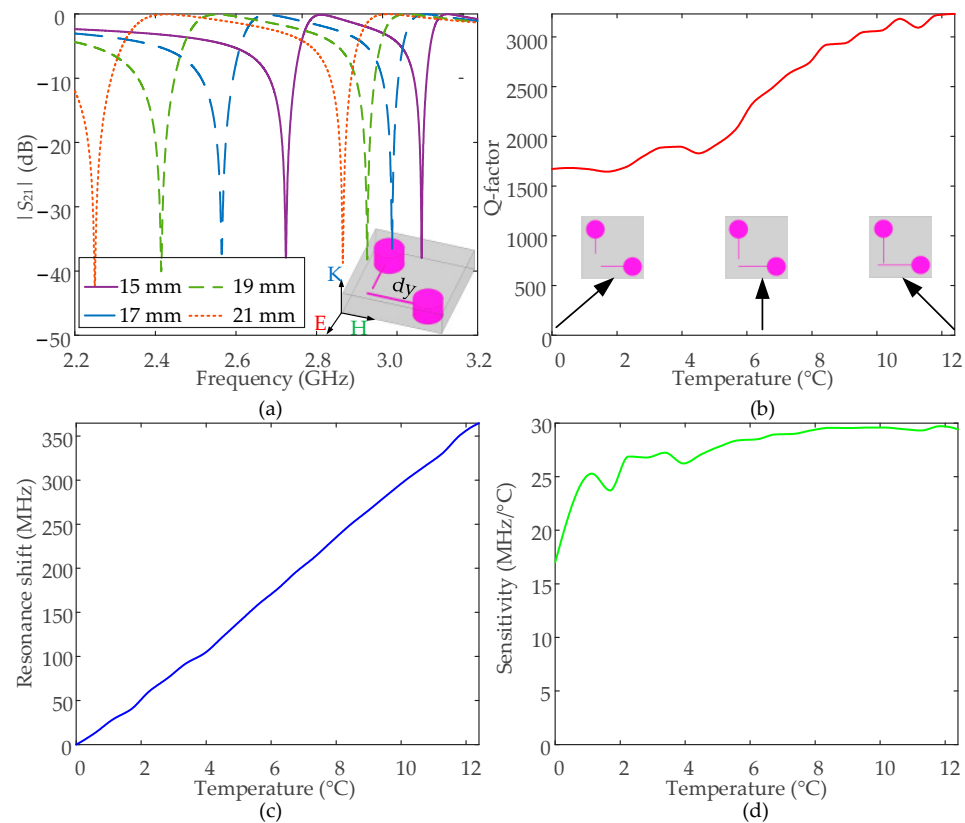 0
−10
−20
−30
−40
−50
|S21| (dB)
15 mm
19 mm
17 mm
21 mm
K
E
H
dy
2.2
2.4
2.6
2.8
3.0
3.2
Frequency (GHz)
(a)
3000
2500
2000
1500
1000
500
0
Q-factor
0
2
4
6
8
10
12
Temperature (°C)
(b)
350
300
250
200
150
100
50
0
Resonance shift (MHz)
0
2
4
6
8
10
12
Temperature (°C)
(c)
30
25
20
15
10
5
0
Sensitivity (MHz/°C)
0
2
4
6
8
10
12
Temperature (°C)
(d)